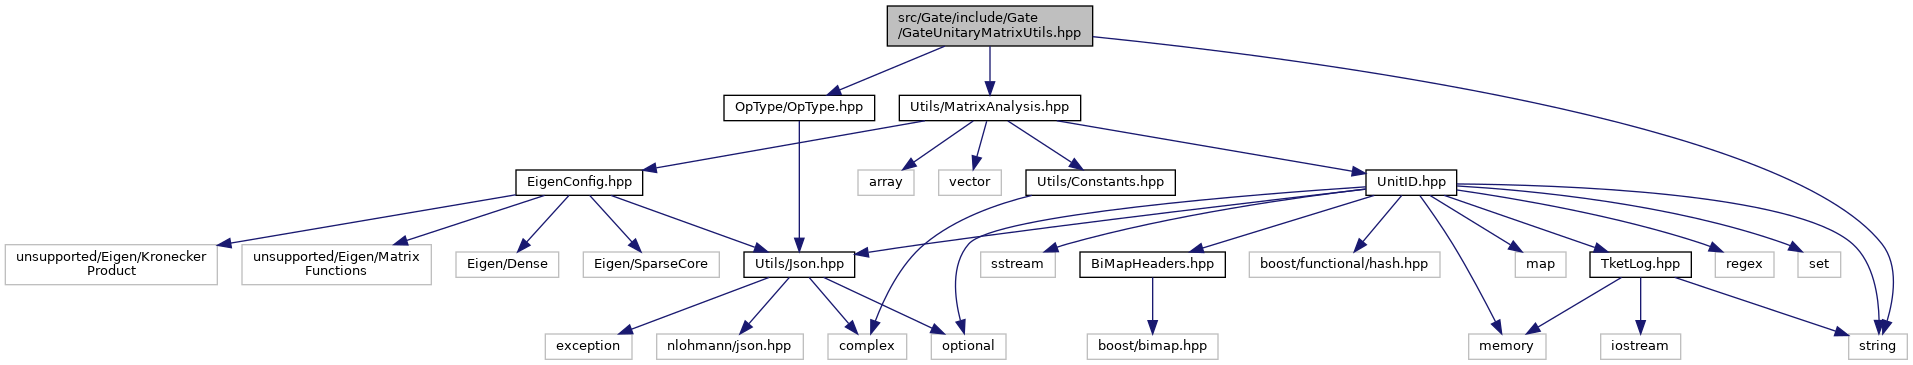 src/Gate/include/Gate
/GateUnitaryMatrixUtils.hpp
OpType/OpType.hpp
Utils/MatrixAnalysis.hpp
EigenConfig.hpp
array
vector
Utils/Constants.hpp
UnitID.hpp
unsupported/Eigen/Kronecker
Product
unsupported/Eigen/Matrix
Functions
Eigen/Dense
Eigen/SparseCore
Utils/Json.hpp
sstream
BiMapHeaders.hpp
boost/functional/hash.hpp
map
TketLog.hpp
regex
set
exception
nlohmann/json.hpp
complex
optional
boost/bimap.hpp
memory
iostream
string